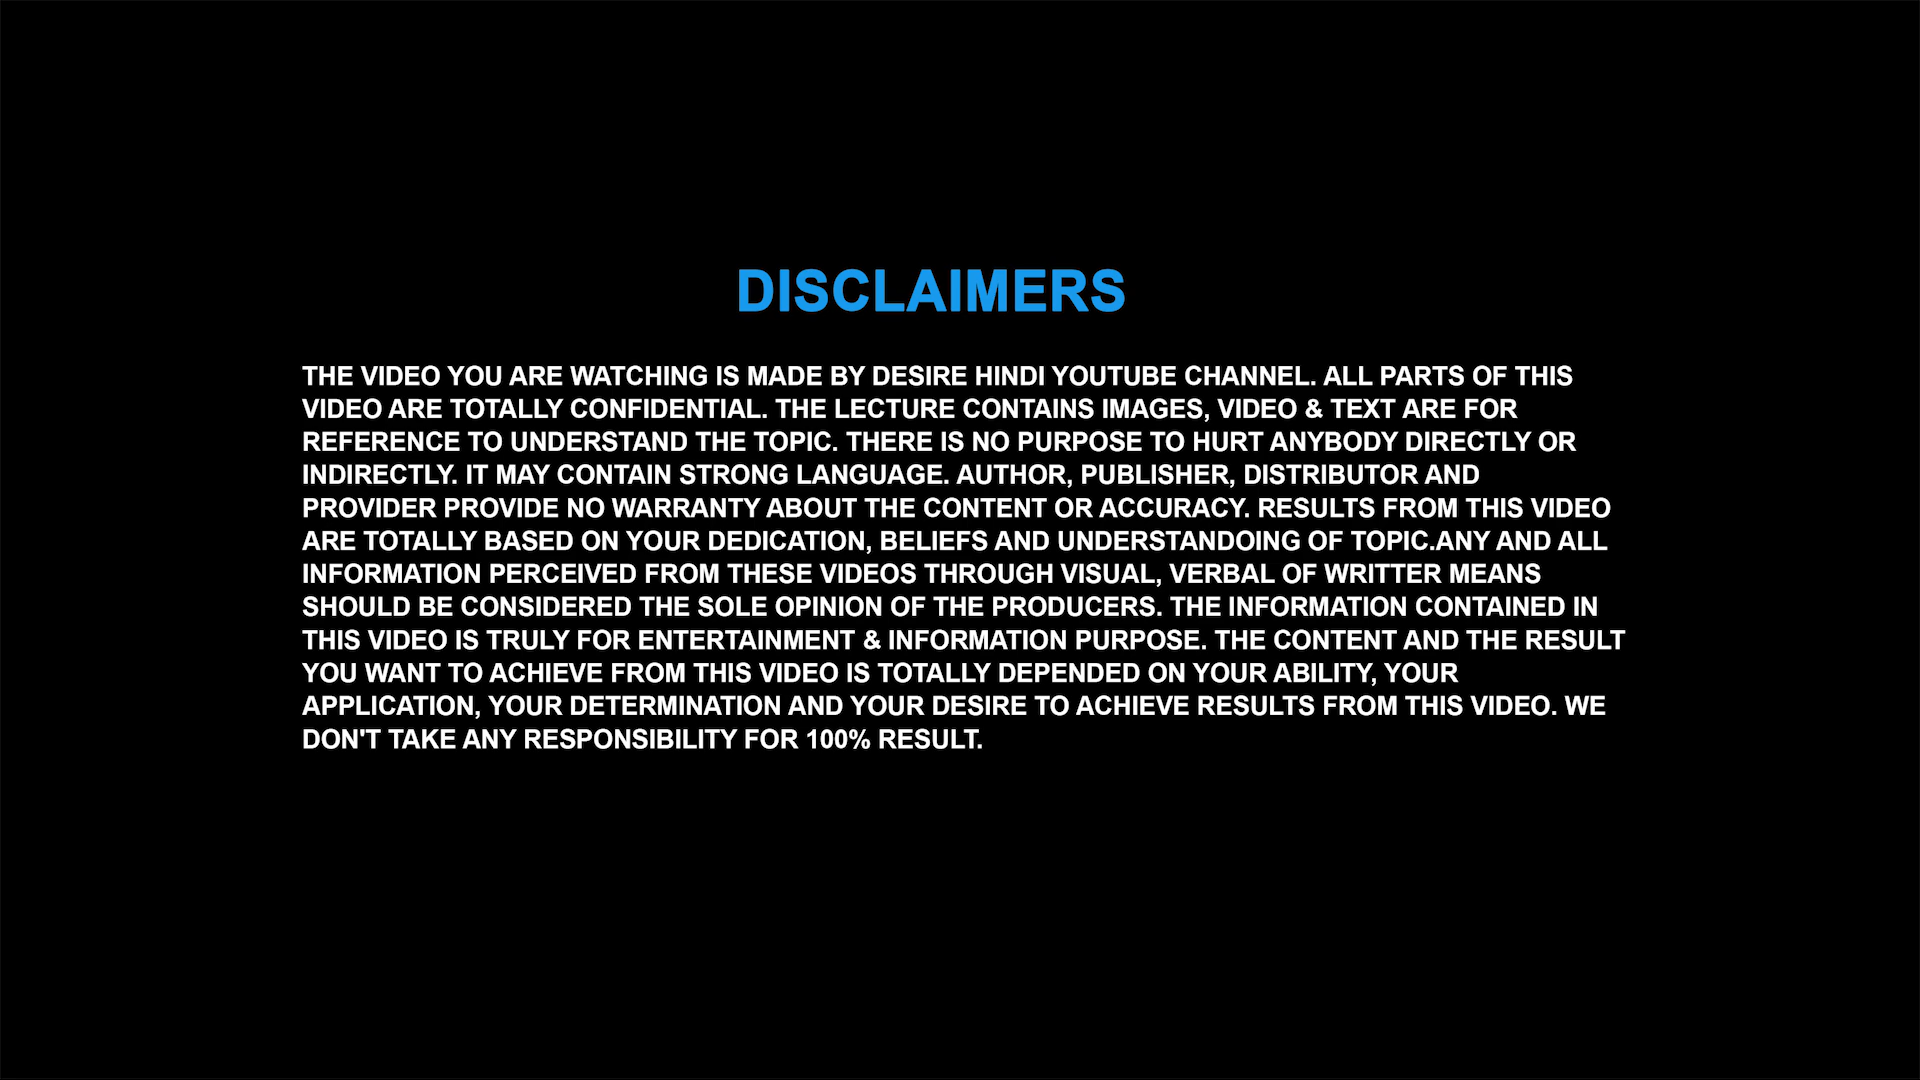 DISCLAIMERS
THE VIDEO YOU ARE WATCHING IS MADE BY DESIRE HINDI YOUTUBE CHANNEL. ALL PARTS OF THIS
VIDEO ARE TOTALLY CONFIDENTIAL. THE LECTURE CONTAINS IMAGES, VIDEO & TEXT ARE FOR
REFERENCE TO UNDERSTAND THE TOPIC. THERE IS NO PURPOSE TO HURT ANYBODY DIRECTLY OR
INDIRECTLY. IT MAY CONTAIN STRONG LANGUAGE. AUTHOR, PUBLISHER, DISTRIBUTOR AND
PROVIDER PROVIDE NO WARRANTY ABOUT THE CONTENT OR ACCURACY. RESULTS FROM THIS VIDEO
ARE TOTALLY BASED ON YOUR DEDICATION, BELIEFS AND UNDERSTANDOING OF TOPIC.ANY AND ALL
INFORMATION PERCEIVED FROM THESE VIDEOS THROUGH VISUAL, VERBAL OF WRITTER MEANS
SHOULD BE CONSIDERED THE SOLE OPINION OF THE PRODUCERS. THE INFORMATION CONTAINED IN
THIS VIDEO IS TRULY FOR ENTERTAINMENT & INFORMATION PURPOSE. THE CONTENT AND THE RESULT
YOU WANT TO ACHIEVE FROM THIS VIDEO IS TOTALLY DEPENDED ON YOUR ABILITY, YOUR
APPLICATION, YOUR DETERMINATION AND YOUR DESIRE TO ACHIEVE RESULTS FROM THIS VIDEO. WE
DON'T TAKE ANY RESPONSIBILITY FOR 100% RESULT.